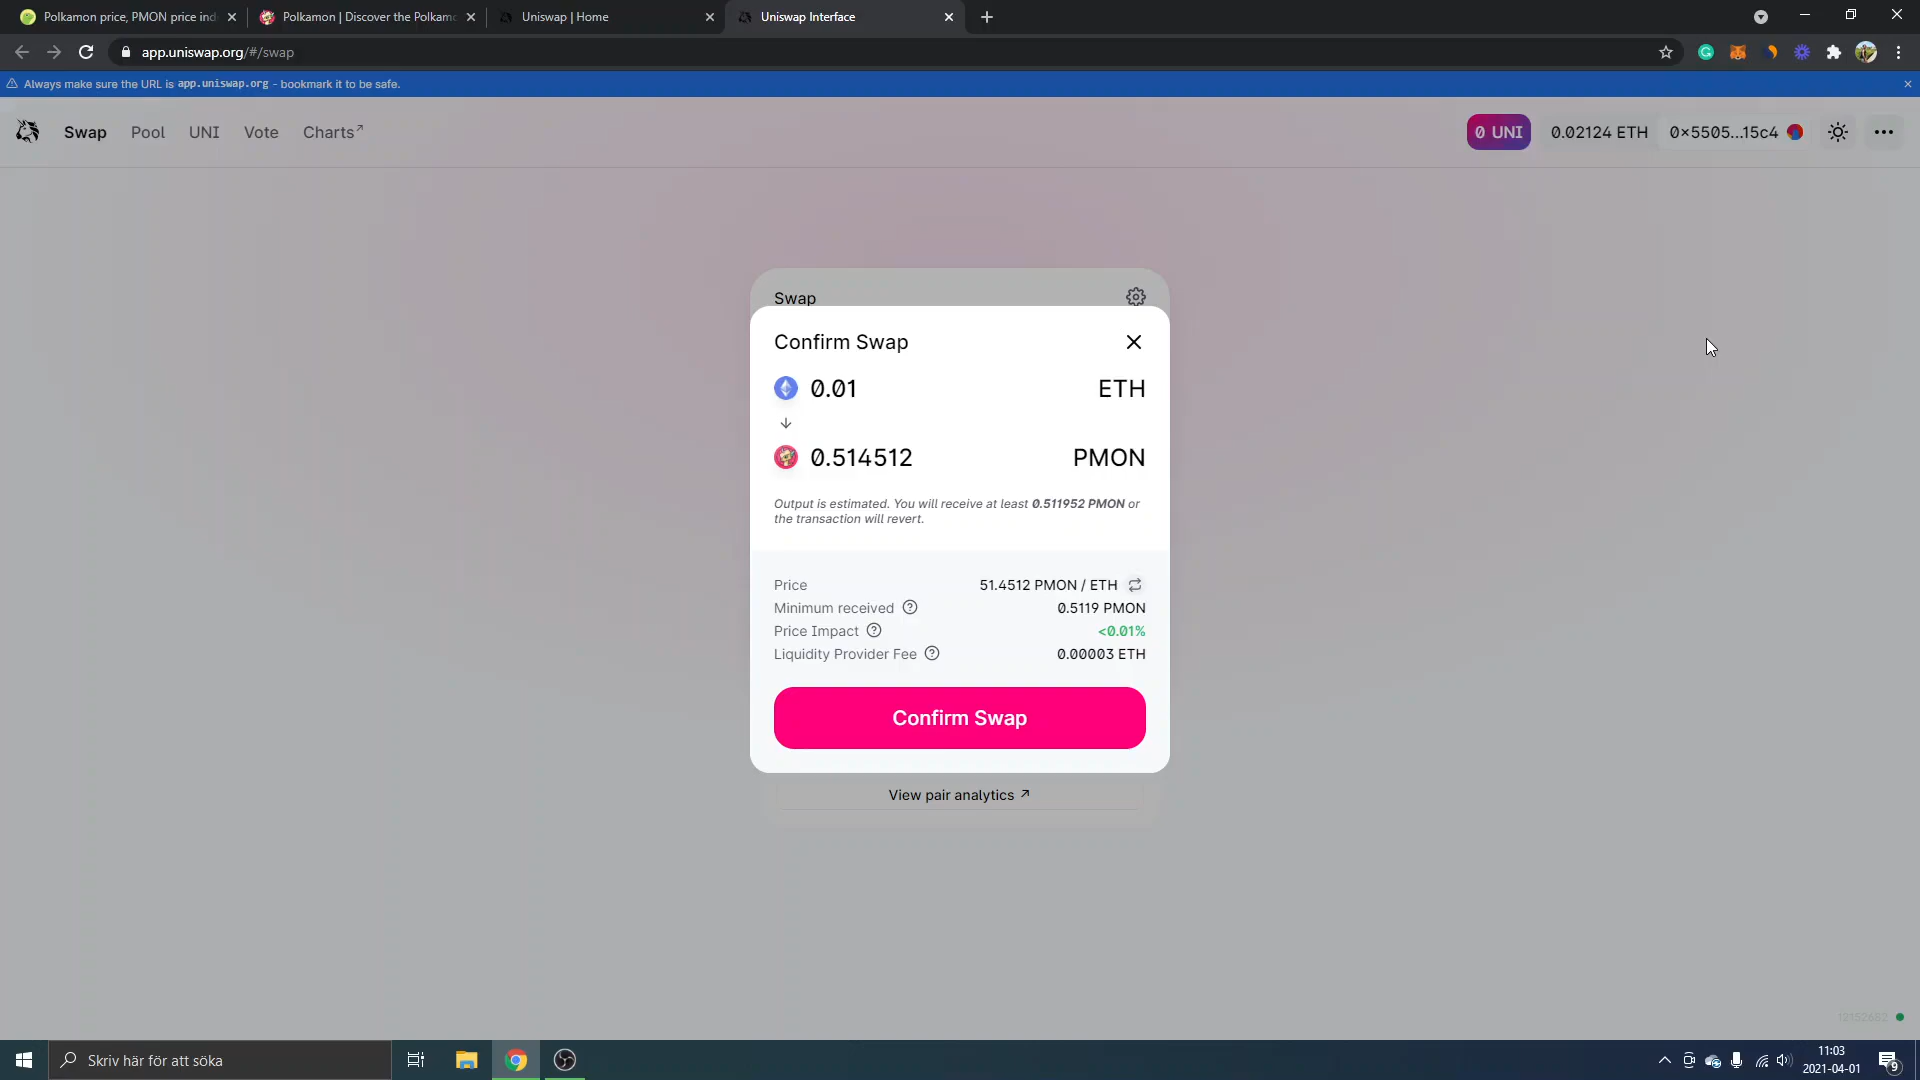 Polkamon price, PMON price ind
Polkamon | Discover the Polkamo
Uniswap | Home
Uniswap Interface
app.uniswap.org/#/swap
Always make sure the URL is app.uniswap.org - bookmark it to be safe.
Swap
Pool
UNI
Vote
Charts↗
0 UNI
0.02124 ETH
0x5505...15c4
Swap
Confirm Swap
0.01 ETH
0.514512 PMON
Output is estimated. You will receive at least 0.511952 PMON or
the transaction will revert.
Price 51.4512 PMON / ETH
Minimum received 0.5119 PMON
Price Impact <0.01%
Liquidity Provider Fee 0.00003 ETH
Confirm Swap
View pair analytics ↗
Skriv här för att söka
11:03
2021-04-01
9